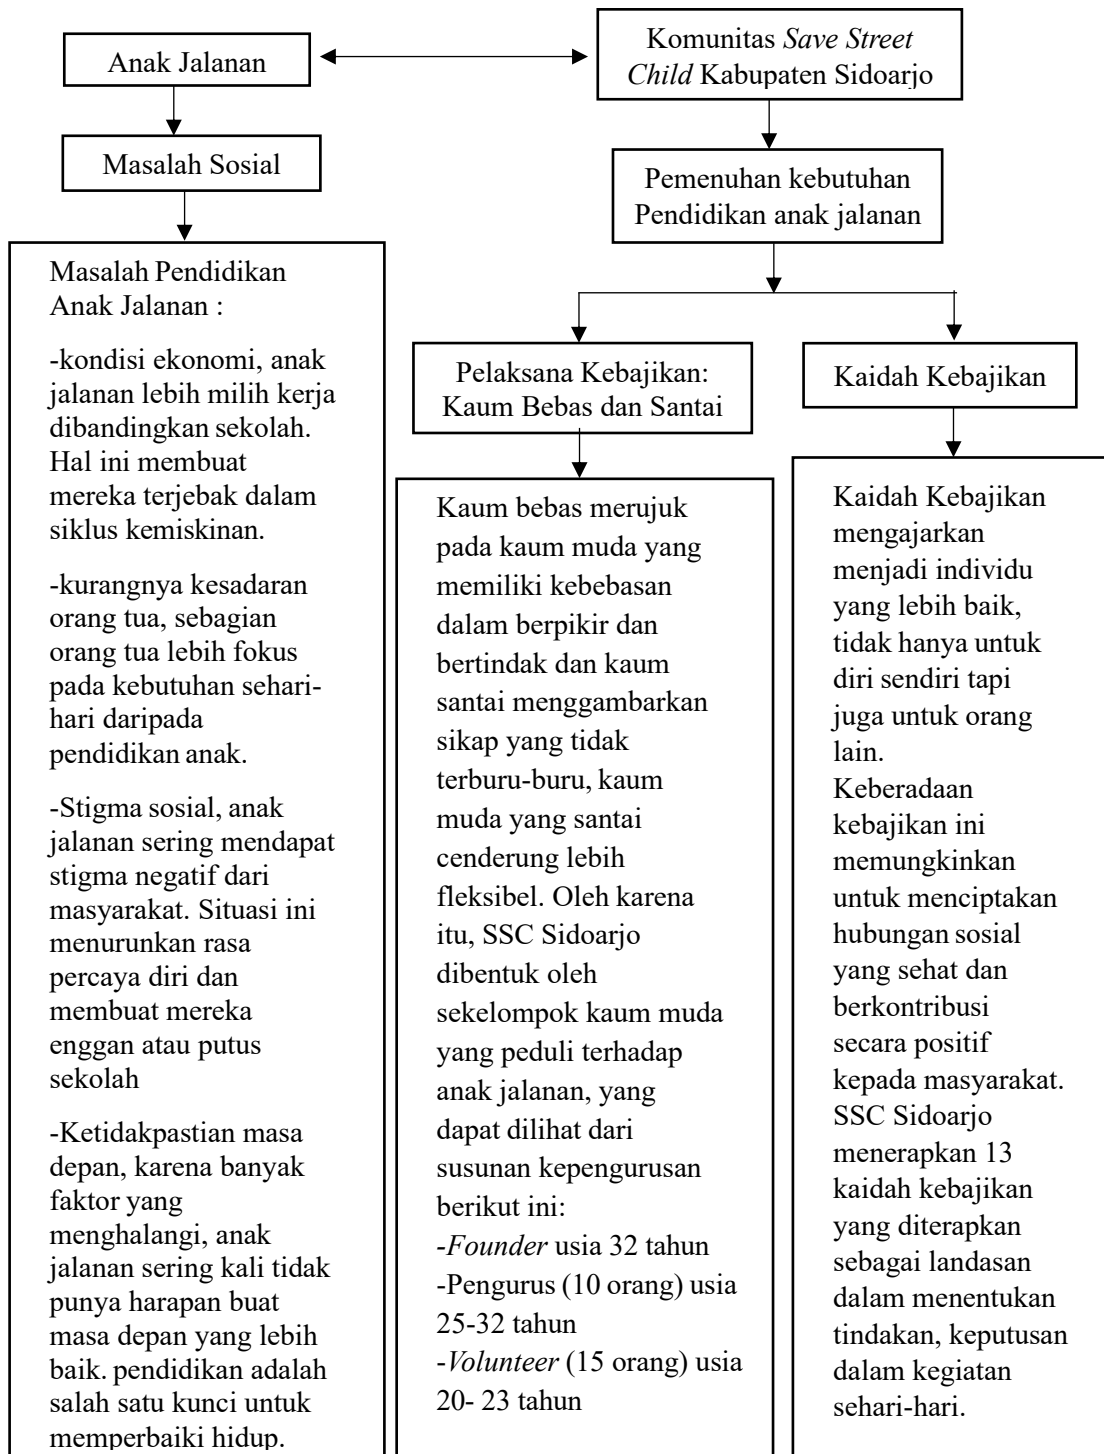 Anak Jalanan
Komunitas Save Street
Child Kabupaten Sidoarjo
Masalah Sosial
Pemenuhan kebutuhan
Pendidikan anak jalanan
Masalah Pendidikan
Anak Jalanan :
-kondisi ekonomi, anak
jalanan lebih milih kerja
dibandingkan sekolah.
Hal ini membuat
mereka terjebak dalam
siklus kemiskinan.
-kurangnya kesadaran
orang tua, sebagian
orang tua lebih fokus
pada kebutuhan sehari-
hari daripada
pendidikan anak.
-Stigma sosial, anak
jalanan sering mendapat
stigma negatif dari
masyarakat. Situasi ini
menurunkan rasa
percaya diri dan
membuat mereka
enggan atau putus
sekolah
-Ketidakpastian masa
depan, karena banyak
faktor yang
menghalangi, anak
jalanan sering kali tidak
punya harapan buat
masa depan yang lebih
baik. pendidikan adalah
salah satu kunci untuk
memperbaiki hidup.
Pelaksana Kebajikan:
Kaum Bebas dan Santai
Kaum bebas merujuk
pada kaum muda yang
memiliki kebebasan
dalam berpikir dan
bertindak dan kaum
santai menggambarkan
sikap yang tidak
terburu-buru, kaum
muda yang santai
cenderung lebih
fleksibel. Oleh karena
itu, SSC Sidoarjo
dibentuk oleh
sekelompok kaum muda
yang peduli terhadap
anak jalanan, yang
dapat dilihat dari
susunan kepengurusan
berikut ini:
-Founder usia 32 tahun
-Pengurus (10 orang) usia
25-32 tahun
-Volunteer (15 orang) usia
20- 23 tahun
Kaidah Kebajikan
Kaidah Kebajikan
mengajarkan
menjadi individu
yang lebih baik,
tidak hanya untuk
diri sendiri tapi
juga untuk orang
lain.
Keberadaan
kebajikan ini
memungkinkan
untuk menciptakan
hubungan sosial
yang sehat dan
berkontribusi
secara positif
kepada masyarakat.
SSC Sidoarjo
menerapkan 13
kaidah kebajikan
yang diterapkan
sebagai landasan
dalam menentukan
tindakan, keputusan
dalam kegiatan
sehari-hari.